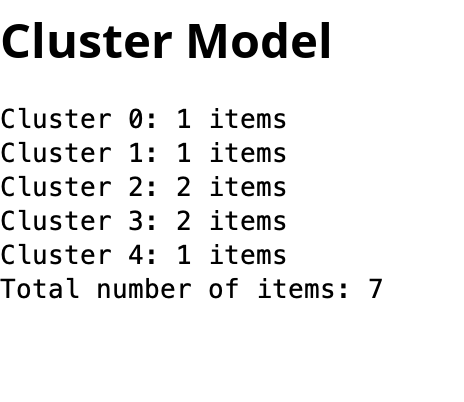 Cluster Model
Cluster 0: 1 items
Cluster 1: 1 items
Cluster 2: 2 items
Cluster 3: 2 items
Cluster 4: 1 items
Total number of items: 7